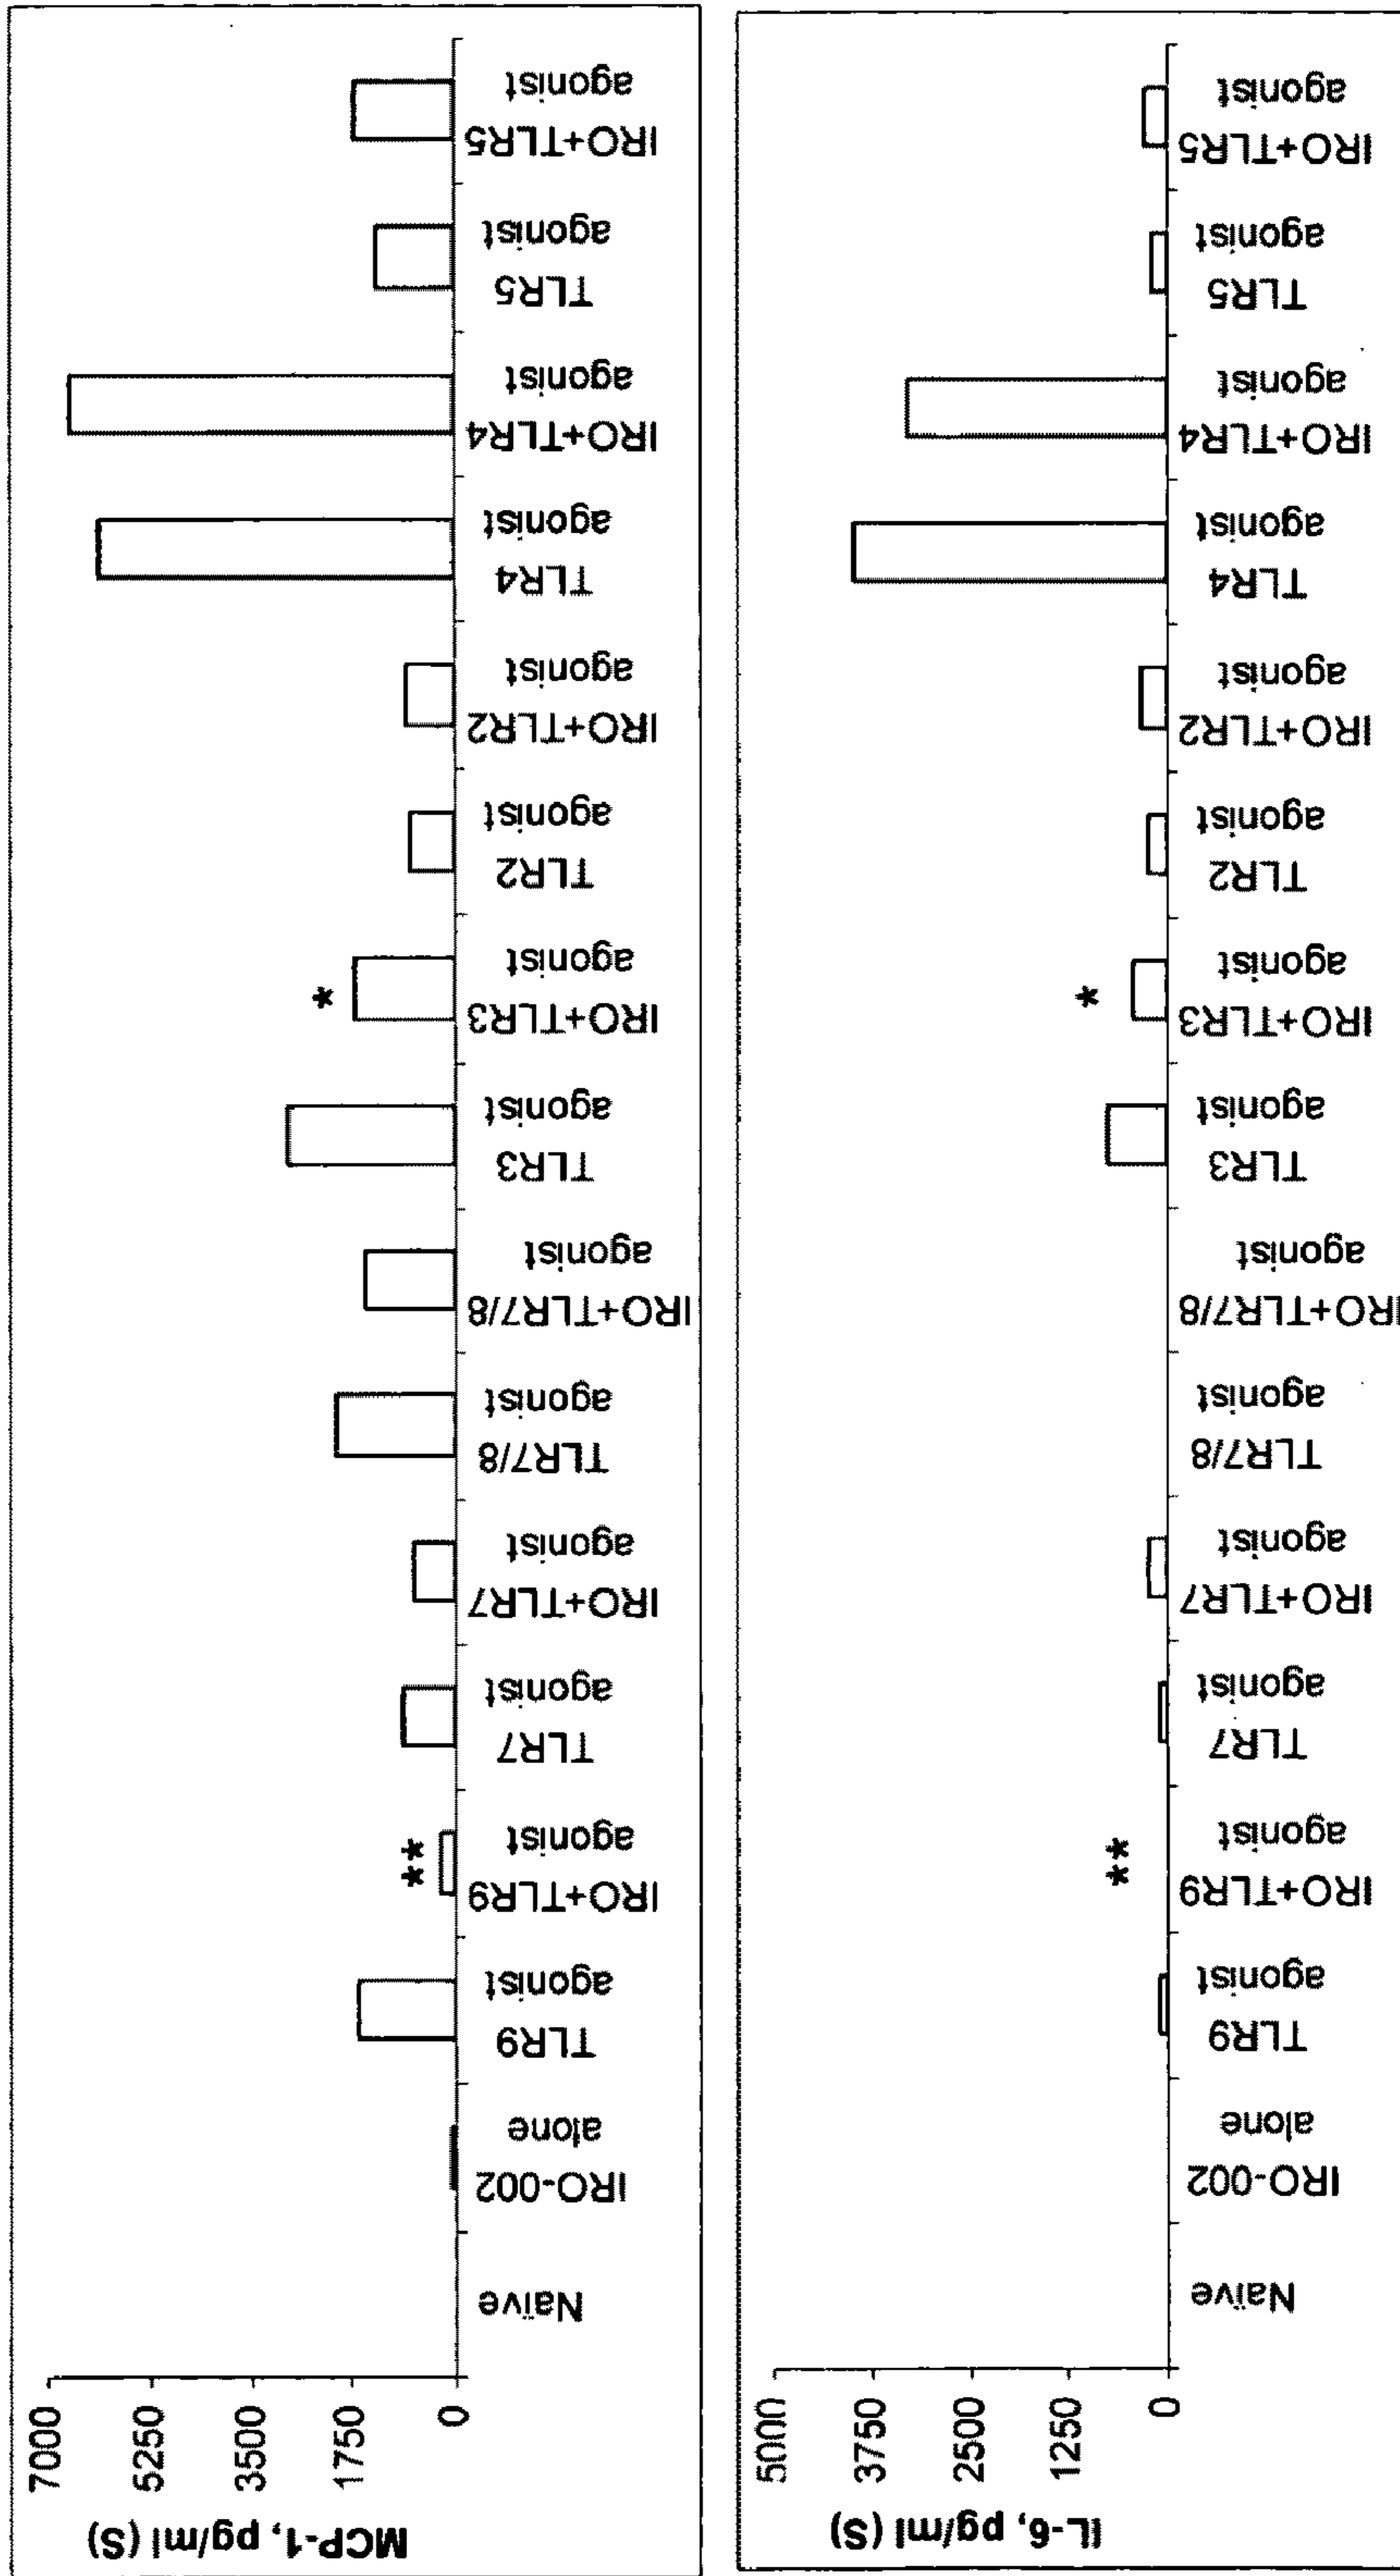 MCP-1, pg/ml (S)
7000
5250
3500
1750
0
**
*
Naïve
IRO-002
alone
TLR9
agonist
IRO+TLR9
agonist
TLR7
agonist
IRO+TLR7
agonist
TLR7/8
agonist
IRO+TLR7/8
agonist
TLR3
agonist
IRO+TLR3
agonist
TLR2
agonist
IRO+TLR2
agonist
TLR4
agonist
IRO+TLR4
agonist
TLR5
agonist
IRO+TLR5
agonist
IL-6, pg/ml (S)
5000
3750
2500
1250
0
**
*
Naïve
IRO-002
alone
TLR9
agonist
IRO+TLR9
agonist
TLR7
agonist
IRO+TLR7
agonist
TLR7/8
agonist
IRO+TLR7/8
agonist
TLR3
agonist
IRO+TLR3
agonist
TLR2
agonist
IRO+TLR2
agonist
TLR4
agonist
IRO+TLR4
agonist
TLR5
agonist
IRO+TLR5
agonist